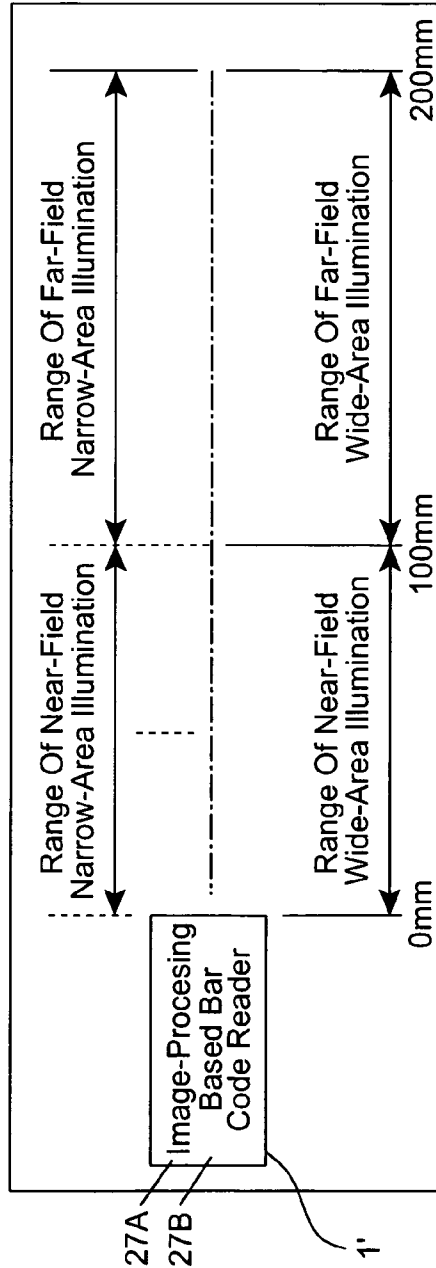 Range Of Near-Field
Narrow-Area Illumination
Range Of Far-Field
Narrow-Area Illumination
27A
27B
Image-Procesing
Based Bar
Code Reader
1'
Range Of Near-Field
Wide-Area Illumination
Range Of Far-Field
Wide-Area Illumination
0mm
100mm
200mm